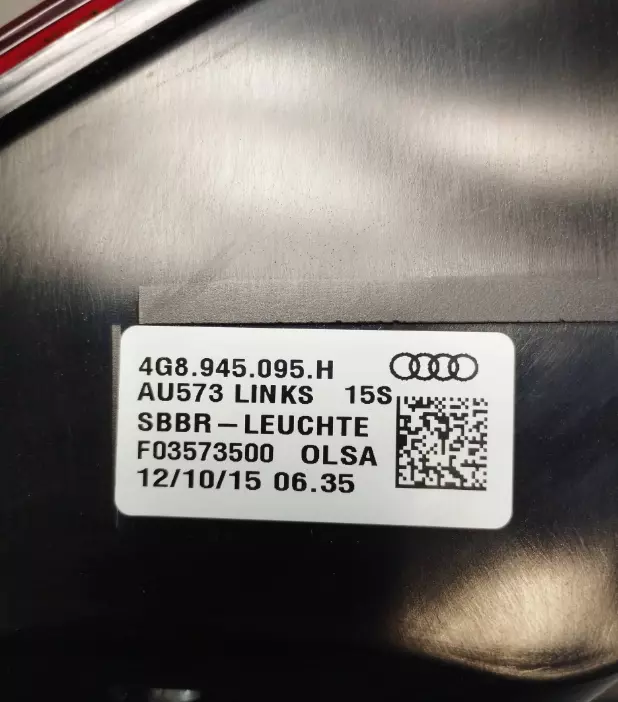 4G8.945.095.H
AU573 LINKS 15S
SBBR-LEUCHTE
F03573500 OLSA
12/10/15 06.35